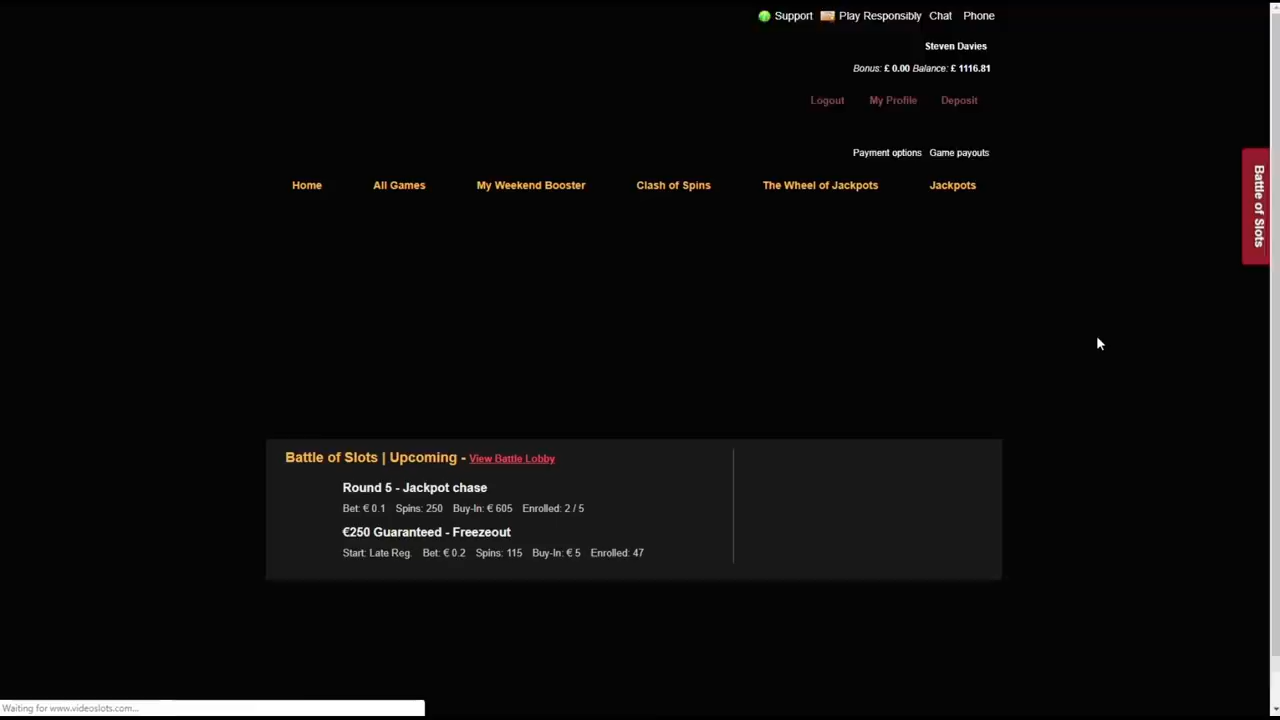 Support Play Responsibly Chat Phone
Steven Davies
Bonus: £ 0.00 Balance: £ 1116.81
Logout My Profile Deposit
Payment options Game payouts
Home All Games My Weekend Booster Clash of Spins The Wheel of Jackpots Jackpots
Battle of Slots
Battle of Slots | Upcoming - View Battle Lobby
Round 5 - Jackpot chase
Bet: € 0.1 Spins: 250 Buy-In: € 605 Enrolled: 2 / 5
€250 Guaranteed - Freezeout
Start: Late Reg. Bet: € 0.2 Spins: 115 Buy-In: € 5 Enrolled: 47
Waiting for www.videoslots.com...